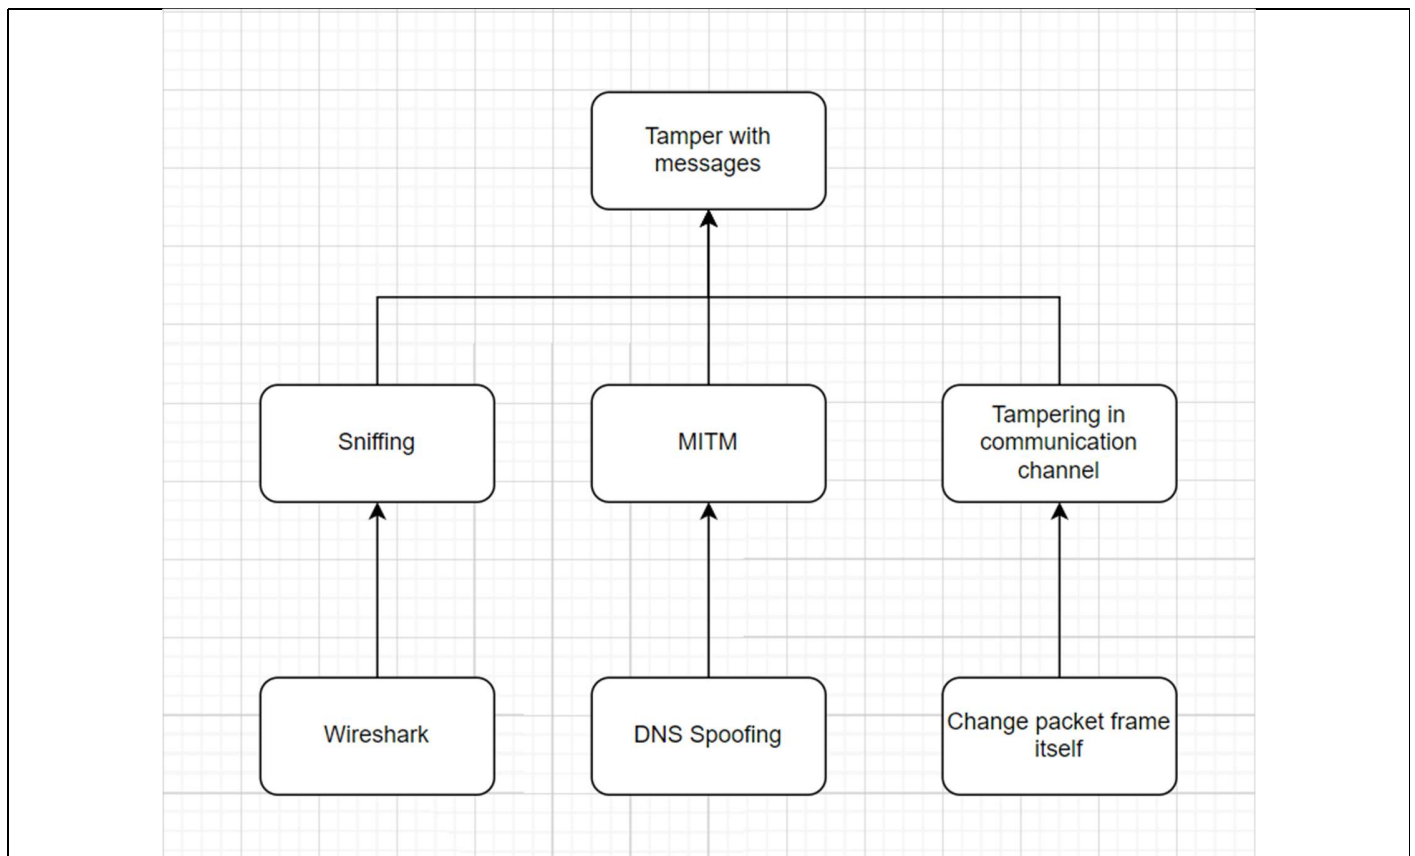 Tamper with
messages
Sniffing
MITM
Tampering in
communication
channel
Wireshark
DNS Spoofing
Change packet frame
itself